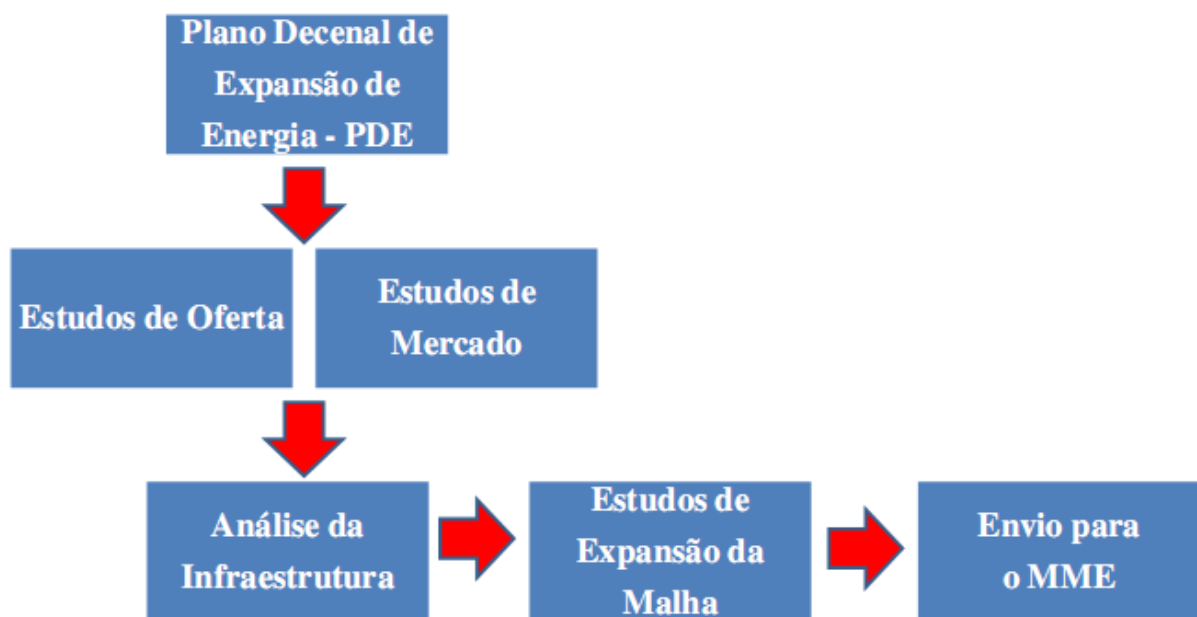 Plano Decenal de
Expansão de
Energia - PDE
Estudos de Oferta
Estudos de
Mercado
Análise da
Infraestrutura
Estudos de
Expansão da
Malha
Envio para
o MME